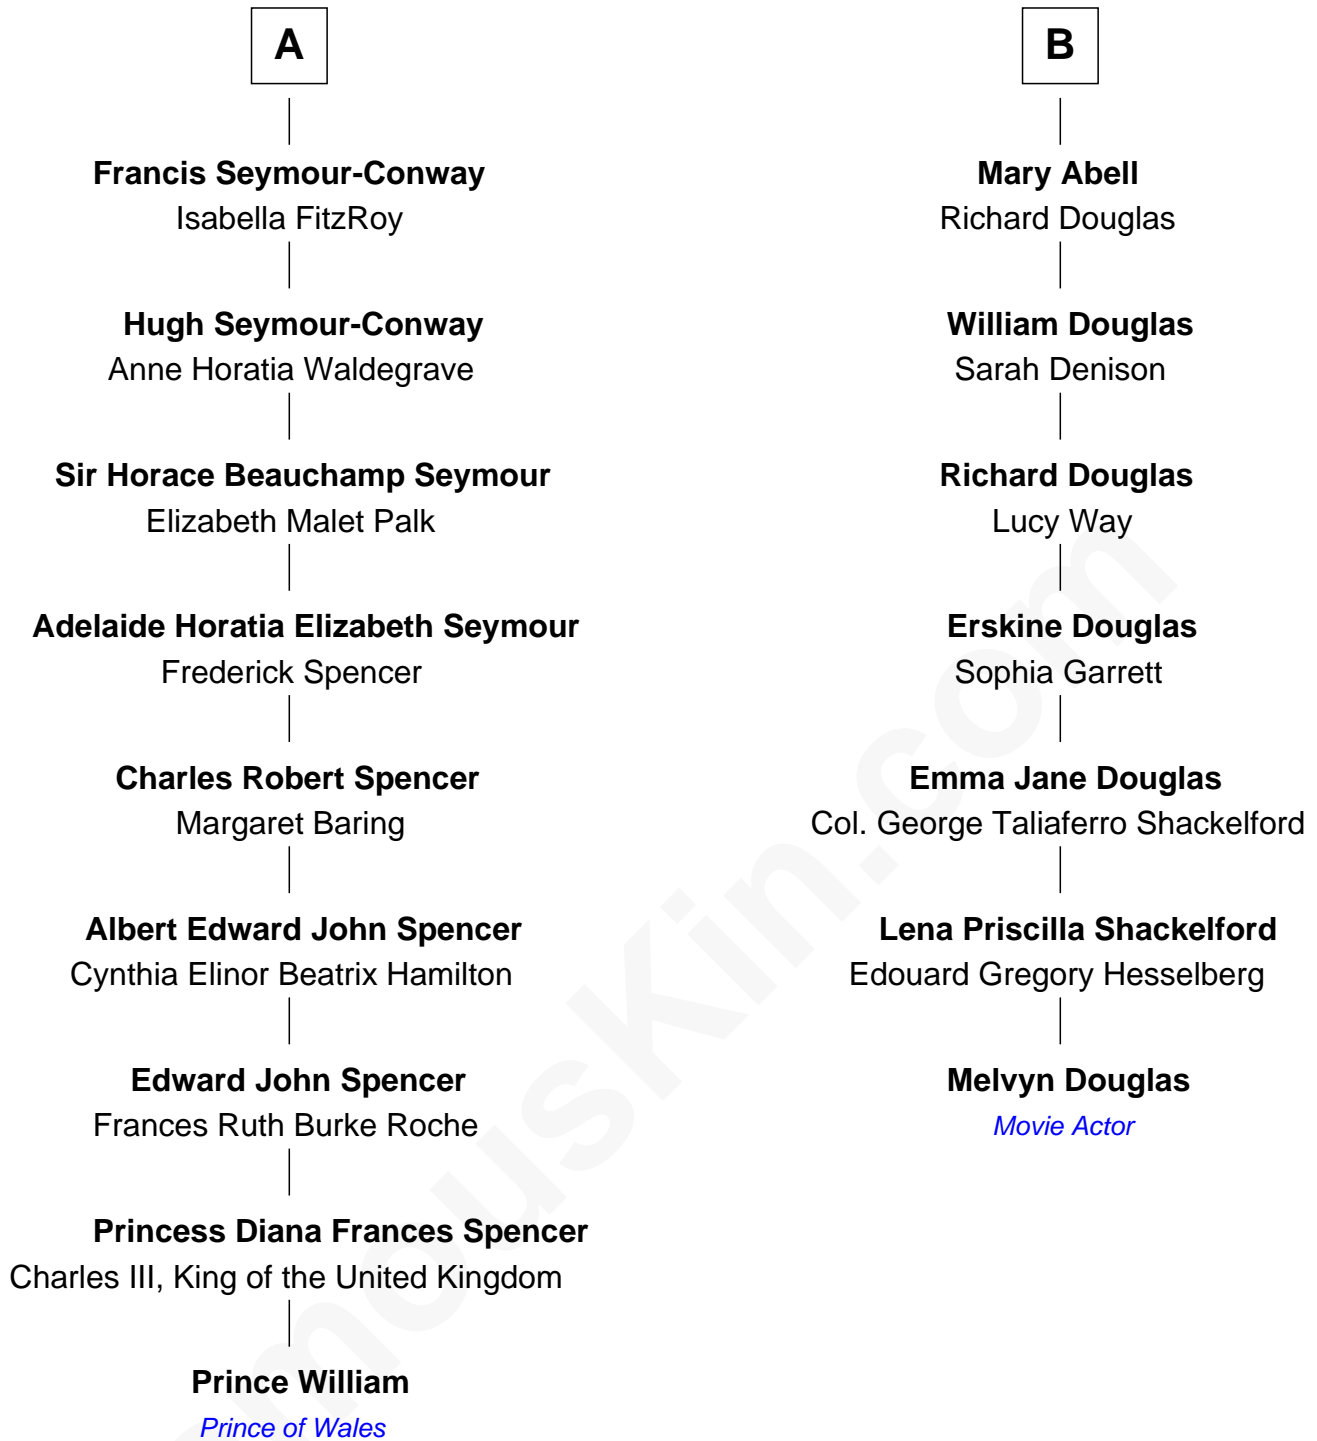 A
Francis Seymour-Conway
Isabella FitzRoy
Hugh Seymour-Conway
Anne Horatia Waldegrave
Sir Horace Beauchamp Seymour
Elizabeth Malet Palk
Adelaide Horatia Elizabeth Seymour
Frederick Spencer
Charles Robert Spencer
Margaret Baring
Albert Edward John Spencer
Cynthia Elinor Beatrix Hamilton
Edward John Spencer
Frances Ruth Burke Roche
Princess Diana Frances Spencer
Charles III, King of the United Kingdom
Prince William
Prince of Wales
B
Mary Abell
Richard Douglas
William Douglas
Sarah Denison
Richard Douglas
Lucy Way
Erskine Douglas
Sophia Garrett
Emma Jane Douglas
Col. George Taliaferro Shackelford
Lena Priscilla Shackelford
Edouard Gregory Hesselberg
Melvyn Douglas
Movie Actor